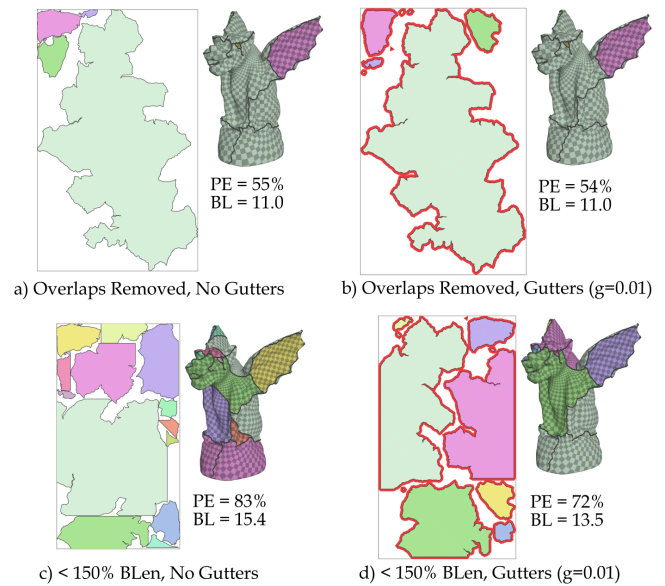 PE = 55%
BL = 11.0
a) Overlaps Removed, No Gutters
PE = 54%
BL = 11.0
b) Overlaps Removed, Gutters (g=0.01)
PE = 83%
BL = 15.4
c) < 150% BLen, No Gutters
PE = 72%
BL = 13.5
d) < 150% BLen, Gutters (g=0.01)